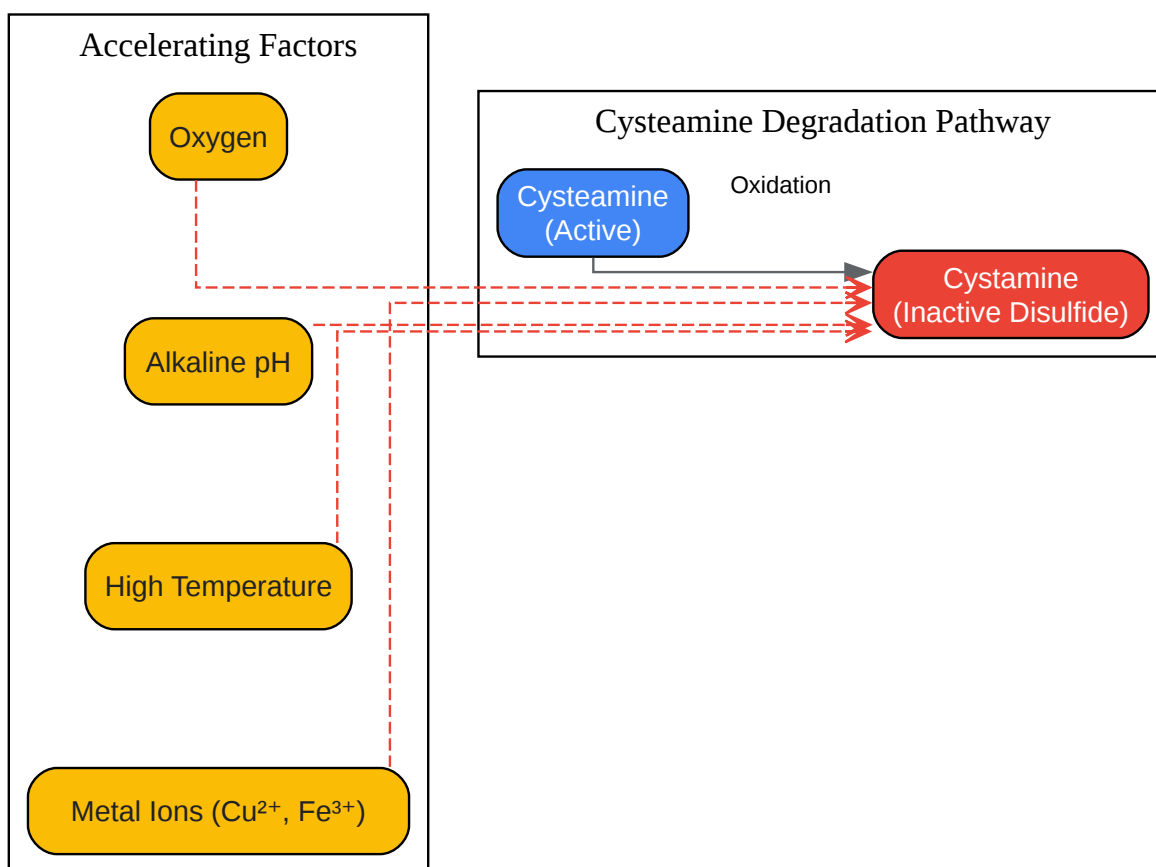 Accelerating Factors
Oxygen
Alkaline pH
High Temperature
Metal Ions (Cu²⁺, Fe³⁺)
Cysteamine Degradation Pathway
Cysteamine
(Active)
Oxidation
Cystamine
(Inactive Disulfide)